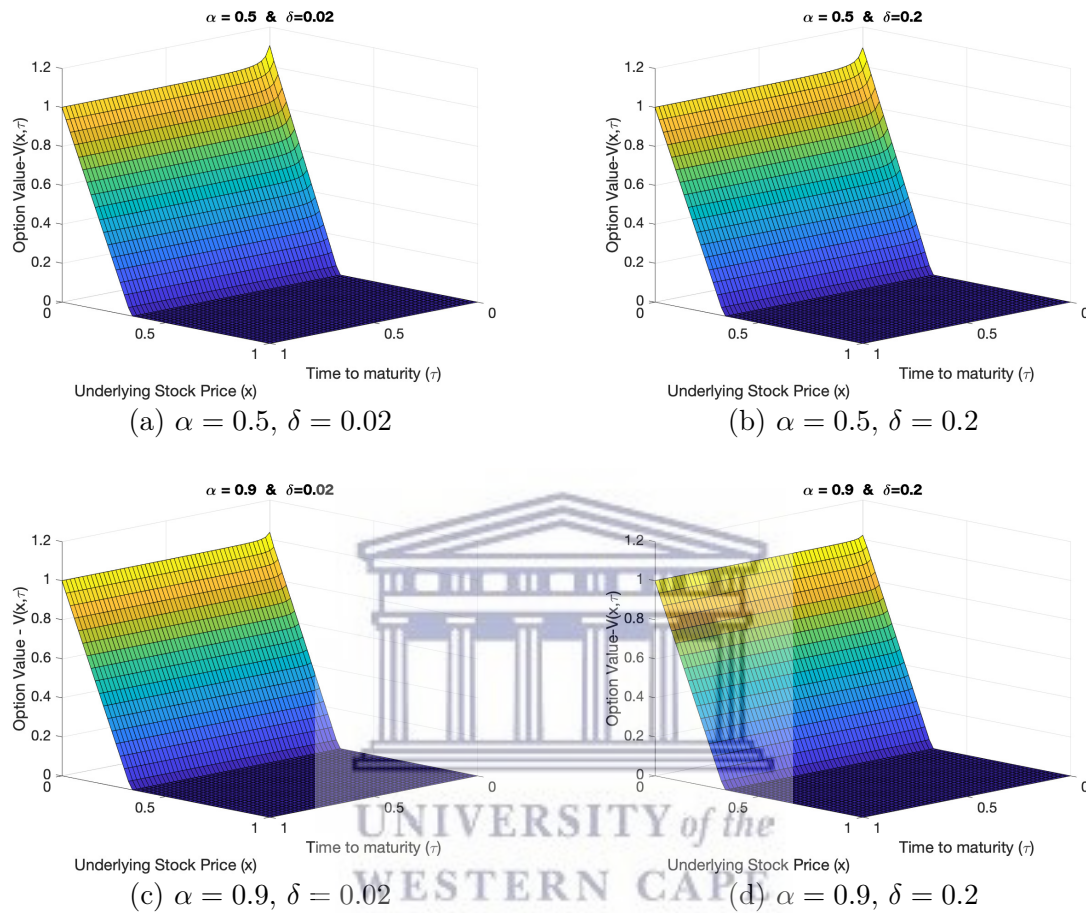 α = 0.5 & δ=0.02
1.2
1
0.8
0.6
0.4
0.2
0
Option Value-V(x,τ)
0
0.5
1
1
0.5
0
Underlying Stock Price (x)
Time to maturity (τ)
(a) α = 0.5, δ = 0.02
α = 0.5 & δ=0.2
1.2
1
0.8
0.6
0.4
0.2
0
Option Value-V(x,τ)
0
0.5
1
1
0.5
0
Underlying Stock Price (x)
Time to maturity (τ)
(b) α = 0.5, δ = 0.2
α = 0.9 & δ=0.02
1.2
1
0.8
0.6
0.4
0.2
0
Option Value - V(x,τ)
0
0.5
1
1
0.5
0
Underlying Stock Price (x)
Time to maturity (τ)
(c) α = 0.9, δ = 0.02
α = 0.9 & δ=0.2
1.2
1
0.8
0.6
0.4
0.2
0
Option Value-V(x,τ)
0
0.5
1
1
0.5
0
Underlying Stock Price (x)
Time to maturity (τ)
(d) α = 0.9, δ = 0.2
UNIVERSITY of the
WESTERN CAPE